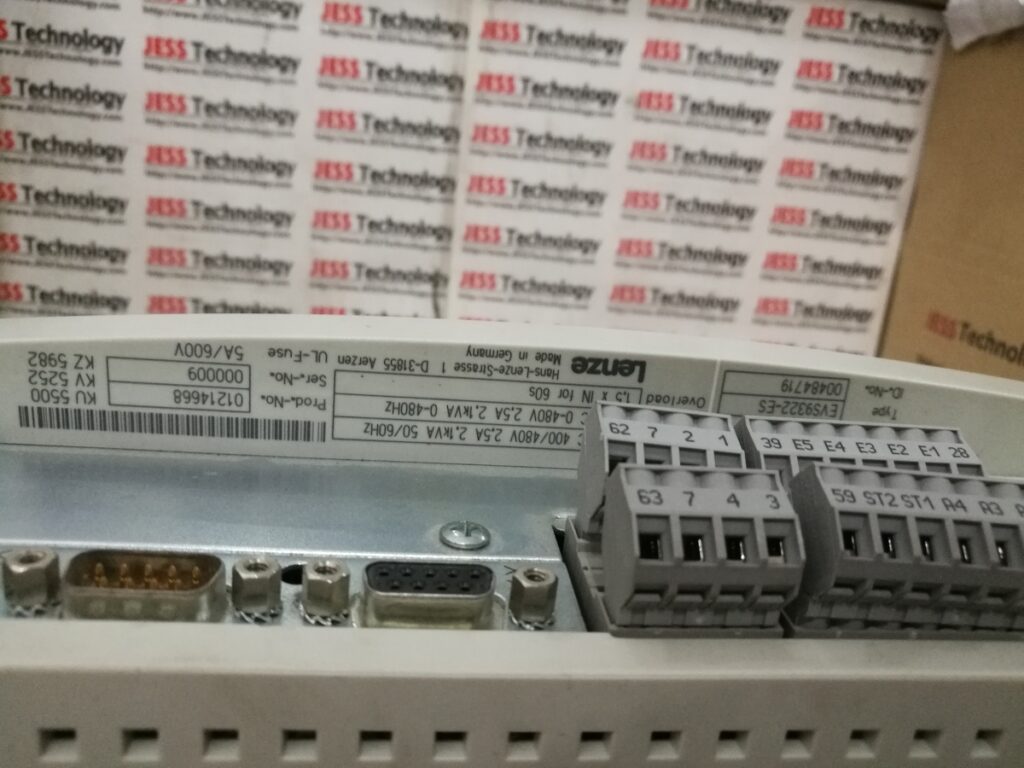 JESS Technology
http://www.JESSTechnology.com
Type
EVS9322-ES
ID.-No.
00484719
400/480V 2,5A 2,1kVA 50/60Hz
0-480V 2,5A 2,1kVA 0-480Hz
Overload
1,5 x IN for 60s
Lenze
Hans-Lenze-Strasse 1 D-31855 Aerzen
Made in Germany
Prod.-No.
01214668
Ser.-No.
000009
UL-Fuse
5A/600V
KU 5500
KV 5252
KZ 5982
62 7 2 1
39 E5 E4 E3 E2 E1 28
63 7 4 3
59 ST2 ST1 A4 A3